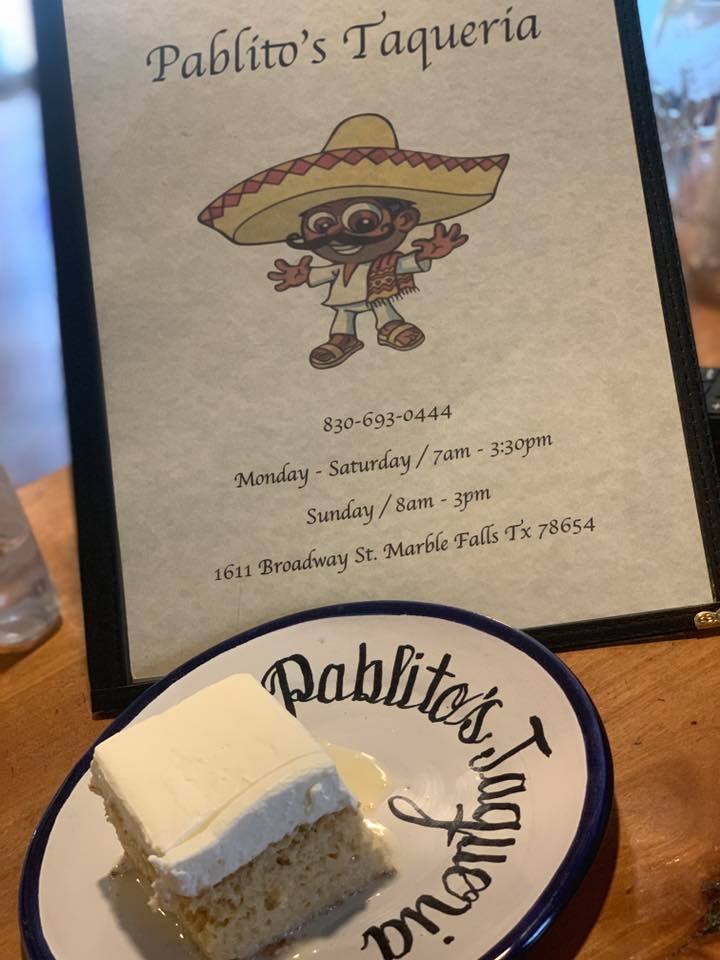 Pablito's Taqueria
830-693-0444
Monday - Saturday / 7am - 3:30pm
Sunday / 8am - 3pm
1611 Broadway St. Marble Falls Tx 78654
Pablito's Taqueria